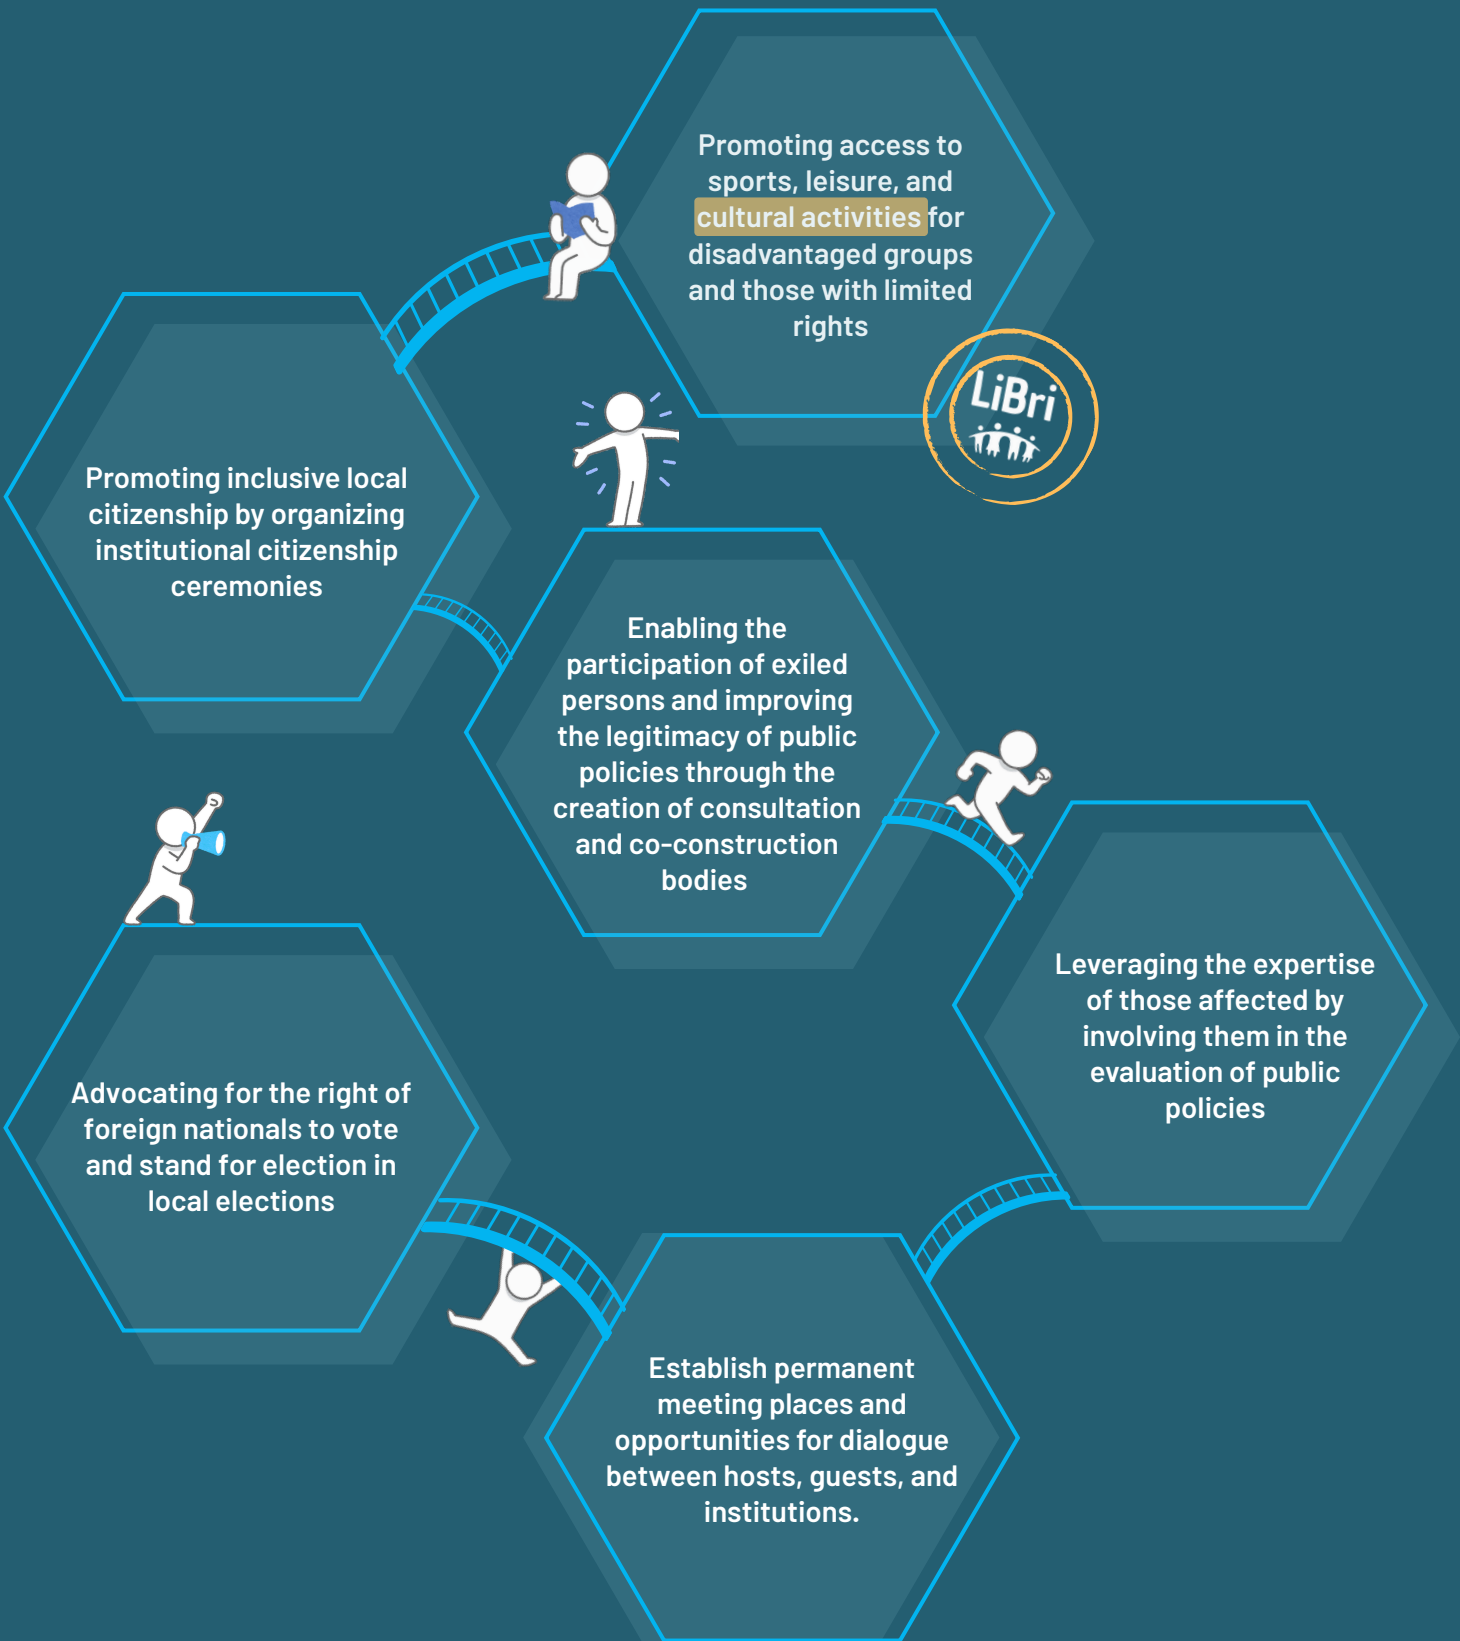 Promoting access to
sports, leisure, and
cultural activities for
disadvantaged groups
and those with limited
rights
LiBri
Promoting inclusive local
citizenship by organizing
institutional citizenship
ceremonies
Enabling the
participation of exiled
persons and improving
the legitimacy of public
policies through the
creation of consultation
and co-construction
bodies
Leveraging the expertise
of those affected by
involving them in the
evaluation of public
policies
Advocating for the right of
foreign nationals to vote
and stand for election in
local elections
Establish permanent
meeting places and
opportunities for dialogue
between hosts, guests, and
institutions.